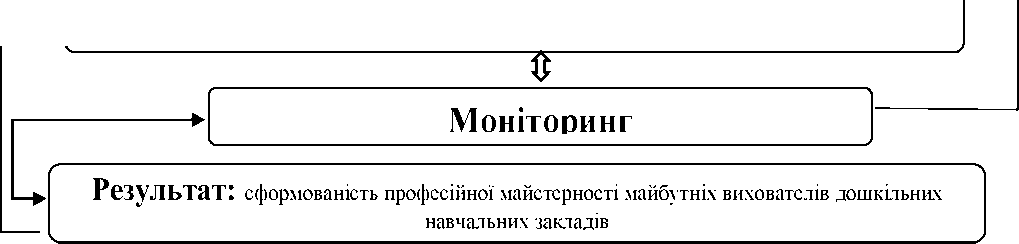 Моніторинг
Результат: сформованість професійної майстерності майбутніх вихователів дошкільних
навчальних закладів